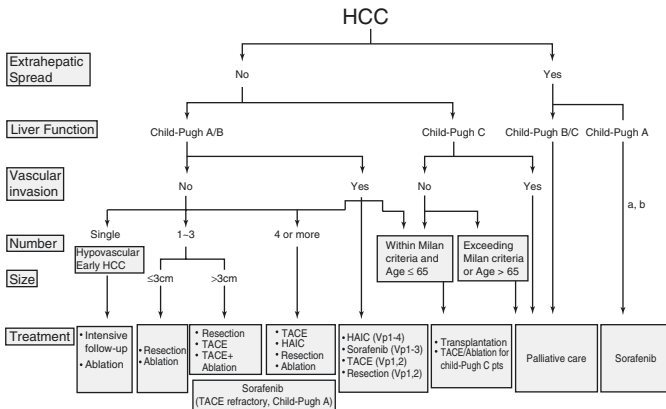 HCC
Extrahepatic
Spread
No
Yes
Liver Function
Child-Pugh A/B
Child-Pugh C
Child-Pugh B/C
Child-Pugh A
Vascular
invasion
No
Yes
No
Yes
a, b
Number
Single
1~3
4 or more
Within Milan
criteria and
Age ≤ 65
Exceeding
Milan criteria
or Age > 65
Hypovascular
Early HCC
Size
≤3cm
>3cm
Treatment
• Intensive
follow-up
• Ablation
• Resection
• Ablation
• Resection
• TACE
• TACE+
Ablation
• TACE
• HAIC
• Resection
• Ablation
• HAIC (Vp1-4)
• Sorafenib (Vp1-3)
• TACE (Vp1,2)
• Resection (Vp1,2)
• Transplantation
• TACE/Ablation for
child-Pugh C pts
Palliative care
Sorafenib
Sorafenib
(TACE refractory, Child-Pugh A)